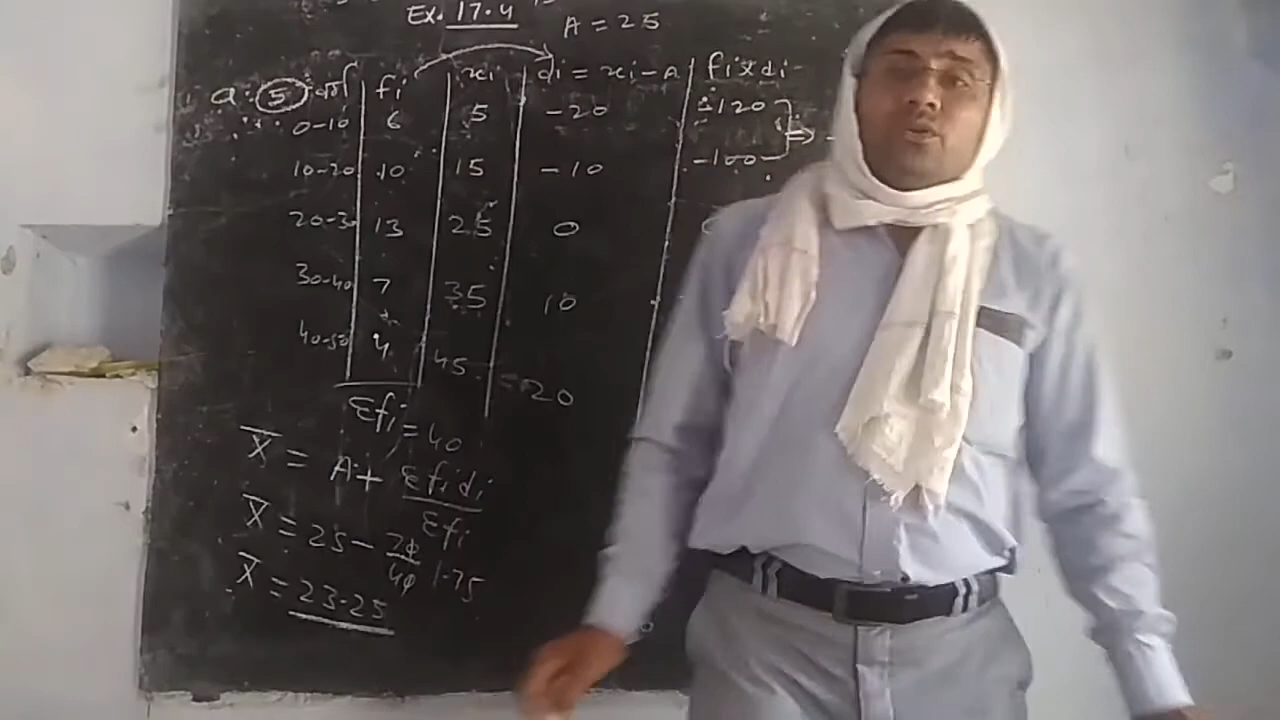 Ex. 17.4
A = 25
Q. 5 वर्ग fi xi di = xi - A fi x di
0-10 6 5 -20 -120
10-20 10 15 -10 -100
20-30 13 25 0
30-40 7 35 10
40-50 4 45 20
Σfi = 40
X̅ = A + Σfidi / Σfi
X̅ = 25 - 70/40 1.75
X̅ = 23.25